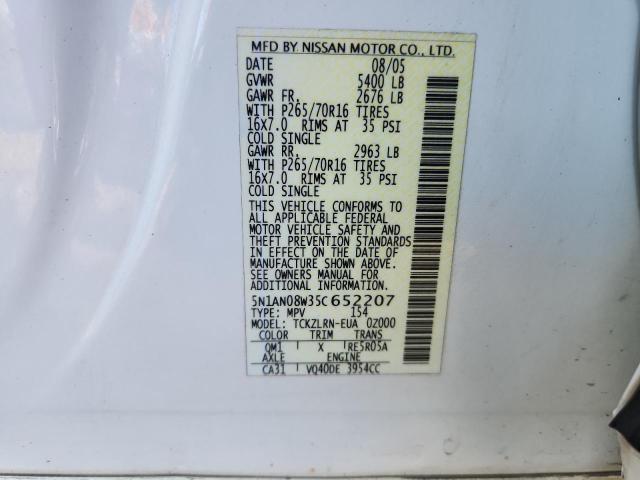 MFD BY NISSAN MOTOR CO., LTD.
DATE 08/05
GVWR 5400 LB
GAWR FR. 2676 LB
WITH P265/70R16 TIRES
16X7.0 RIMS AT 35 PSI
COLD SINGLE
GAWR RR. 2963 LB
WITH P265/70R16 TIRES
16X7.0 RIMS AT 35 PSI
COLD SINGLE
THIS VEHICLE CONFORMS TO
ALL APPLICABLE FEDERAL
MOTOR VEHICLE SAFETY AND
THEFT PREVENTION STANDARDS
IN EFFECT ON THE DATE OF
MANUFACTURE SHOWN ABOVE.
SEE OWNERS MANUAL FOR
ADDITIONAL INFORMATION.
5N1AN08W35C652207
TYPE: MPV 154
MODEL: TCKZLRN-EUA 0Z000
COLOR TRIM TRANS
QM1 X RE5R05A
AXLE ENGINE
CA31 VQ40DE 3954CC